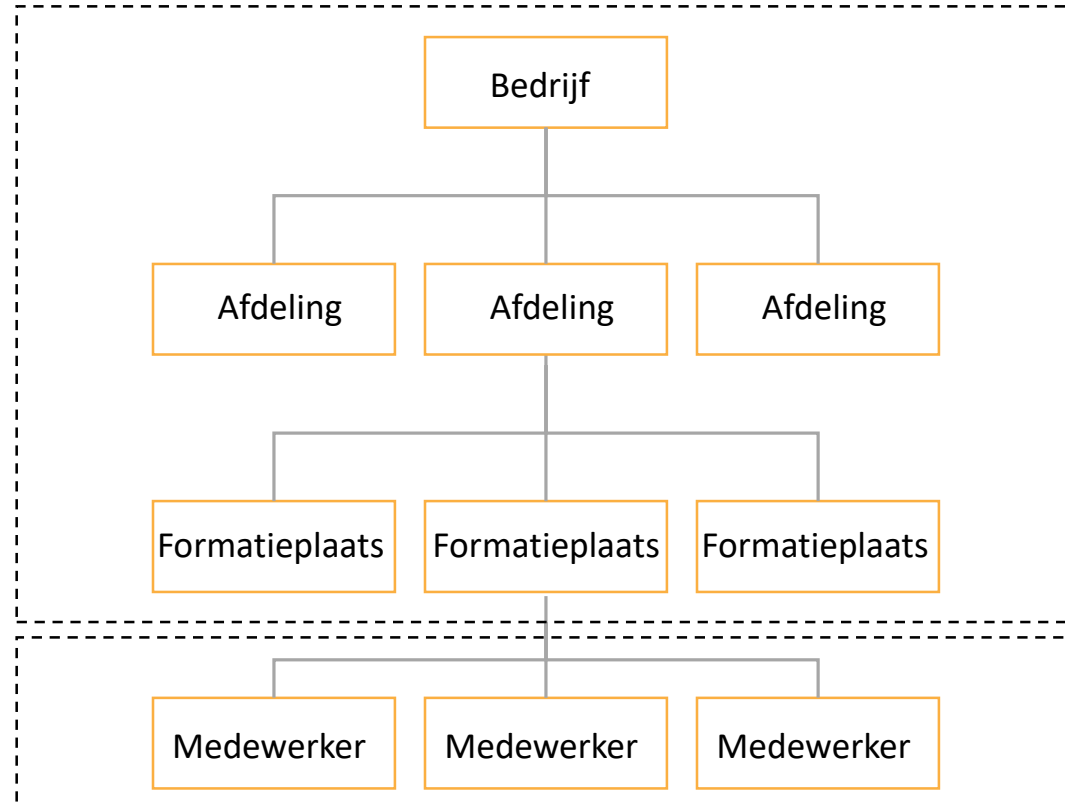 Bedrijf
Afdeling
Afdeling
Afdeling
Formatieplaats
Formatieplaats
Formatieplaats
Medewerker
Medewerker
Medewerker